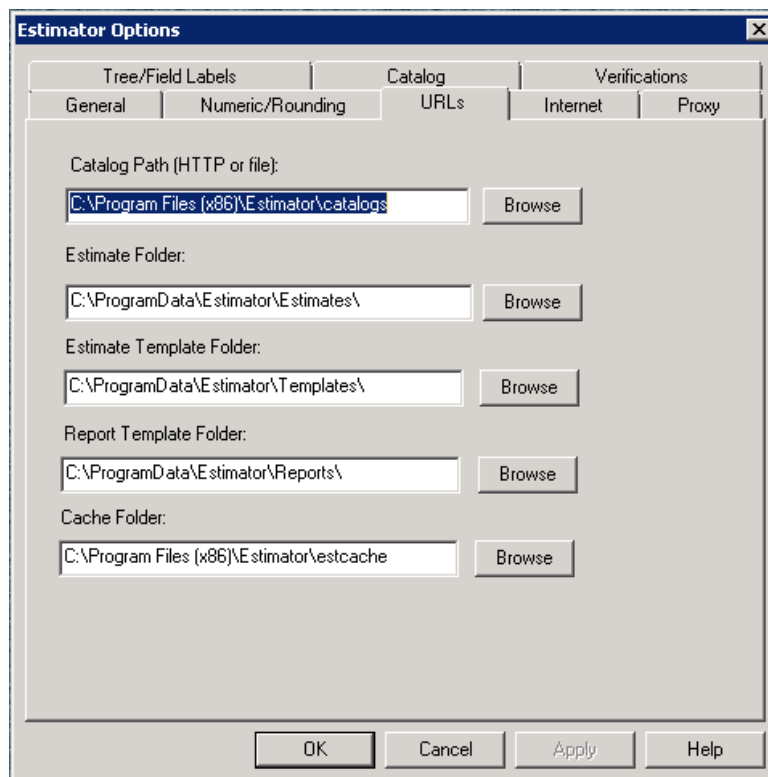 Estimator Options
Tree/Field Labels Catalog Verifications
General Numeric/Rounding URLs Internet Proxy
Catalog Path (HTTP or file):
C:\Program Files (x86)\Estimator\catalogs Browse
Estimate Folder:
C:\ProgramData\Estimator\Estimates\ Browse
Estimate Template Folder:
C:\ProgramData\Estimator\Templates\ Browse
Report Template Folder:
C:\ProgramData\Estimator\Reports\ Browse
Cache Folder:
C:\Program Files (x86)\Estimator\estcache Browse
OK Cancel Apply Help